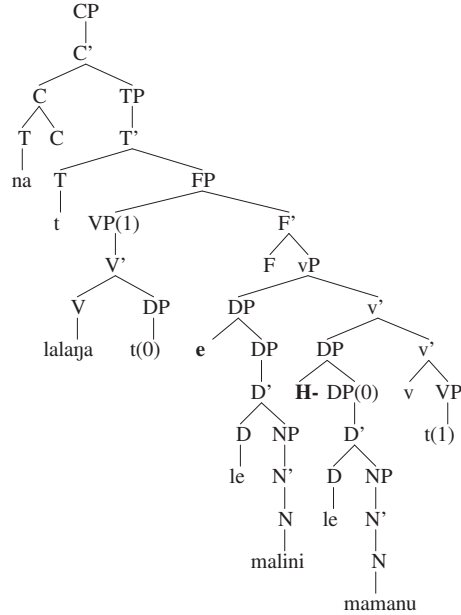 CP
C'
C TP
T C T'
na T FP
t VP(1) F'
V' F vP
V DP DP v'
lalaŋa t(0) e DP DP v'
D' H- DP(0) v VP
D NP D' t(1)
le N' D NP
N le N'
malini N
mamanu